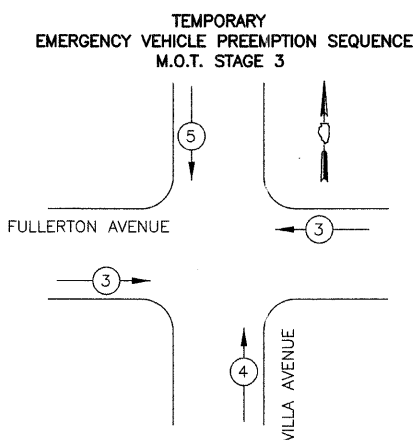 TEMPORARY
EMERGENCY VEHICLE PREEMPTION SEQUENCE
M.O.T. STAGE 3
5
FULLERTON AVENUE
3
3
4
VILLA AVENUE